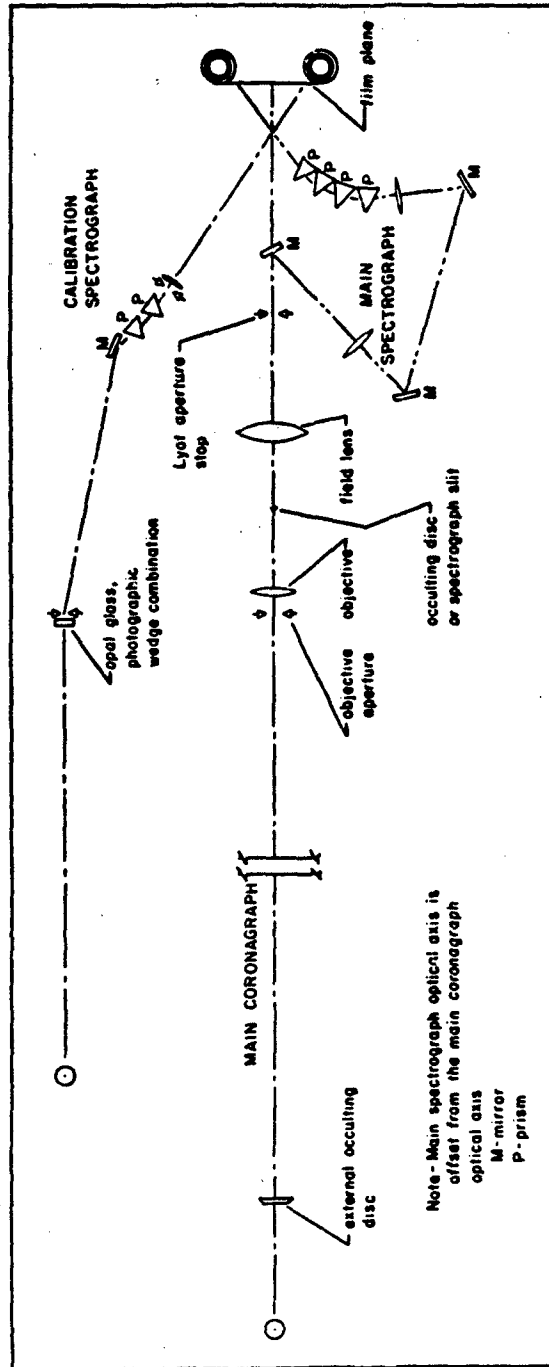 CALIBRATION
SPECTROGRAPH
M
P
P
opal glass,
photographic
wedge combination
film plane
Lyot aperture
stop
M
P
P
P
P
MAIN
SPECTROGRAPH
M
M
field lens
occulting disc
or spectrograph slit
objective
objective
aperture
MAIN CORONAGRAPH
external occulting
disc
Note - Main spectrograph optical axis is
offset from the main coronagraph
optical axis
M-mirror
P-prism